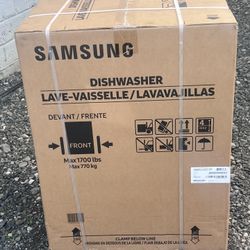 SAMSUNG
DISHWASHER
LAVE-VAISSELLE / LAVAVAJILLAS
DEVANT / FRENTE
FRONT
Max 1700 lbs
Max 770 kg
CLAMP BELOW LINE